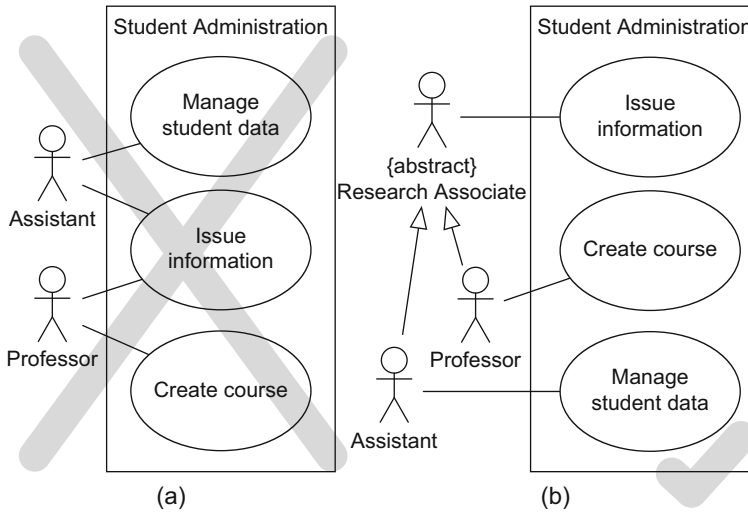 Student Administration
Manage
student data
Assistant
Issue
information
Professor
Create course
(a)
Student Administration
Issue
information
{abstract}
Research Associate
Create course
Professor
Manage
student data
Assistant
(b)